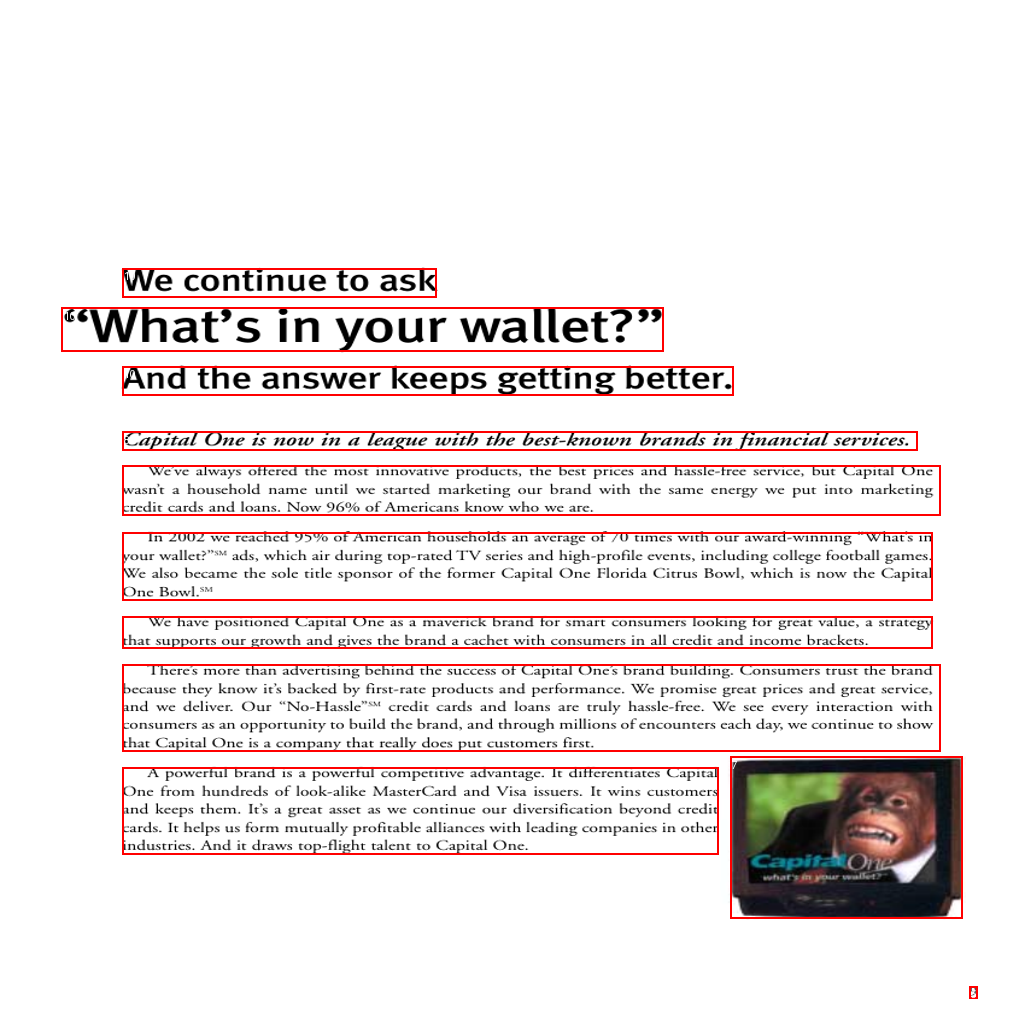 We continue to ask
“What’s in your wallet?”
And the answer keeps getting better.
Capital One is now in a league with the best-known brands in financial services.
We’ve always offered the most innovative products, the best prices and hassle-free service, but Capital One
wasn’t a household name until we started marketing our brand with the same energy we put into marketing
credit cards and loans. Now 96% of Americans know who we are.
In 2002 we reached 95% of American households an average of 70 times with our award-winning “What’s in
your wallet?”SM ads, which air during top-rated TV series and high-profile events, including college football games.
We also became the sole title sponsor of the former Capital One Florida Citrus Bowl, which is now the Capital
One Bowl.SM
We have positioned Capital One as a maverick brand for smart consumers looking for great value, a strategy
that supports our growth and gives the brand a cachet with consumers in all credit and income brackets.
There’s more than advertising behind the success of Capital One’s brand building. Consumers trust the brand
because they know it’s backed by first-rate products and performance. We promise great prices and great service,
and we deliver. Our “No-Hassle”SM credit cards and loans are truly hassle-free. We see every interaction with
consumers as an opportunity to build the brand, and through millions of encounters each day, we continue to show
that Capital One is a company that really does put customers first.
A powerful brand is a powerful competitive advantage. It differentiates Capital
One from hundreds of look-alike MasterCard and Visa issuers. It wins customers
and keeps them. It’s a great asset as we continue our diversification beyond credit
cards. It helps us form mutually profitable alliances with leading companies in other
industries. And it draws top-flight talent to Capital One.
CapitalOne
what's in your wallet?